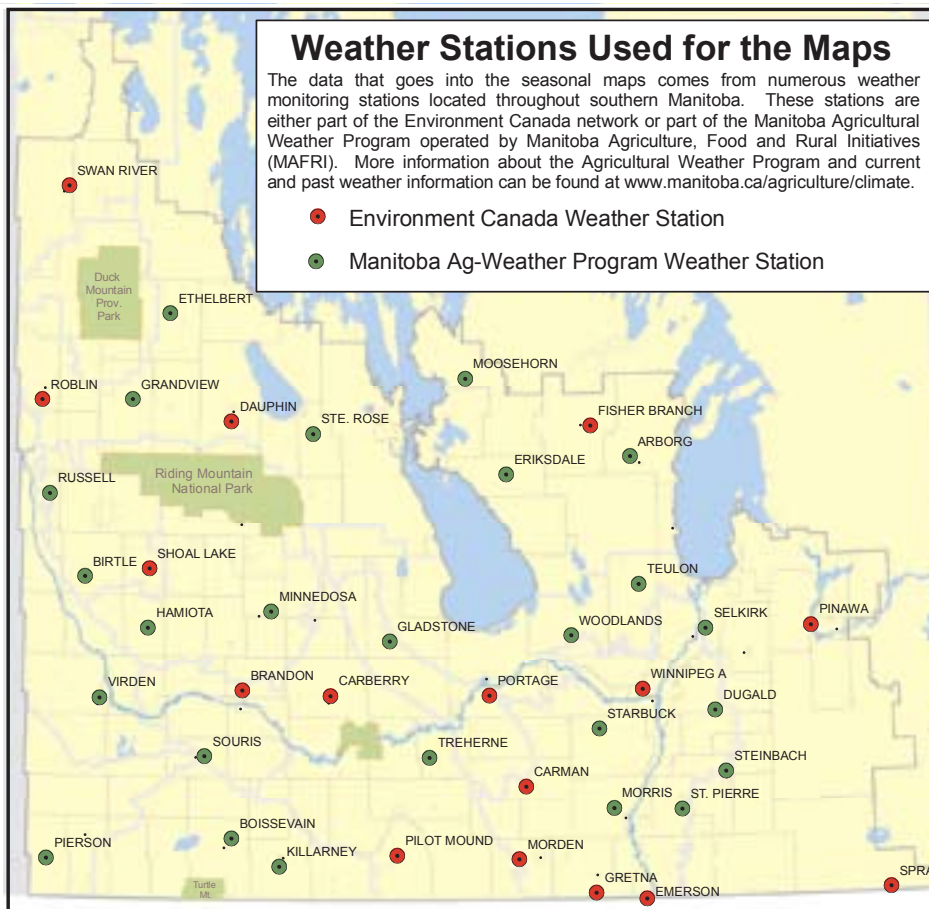 Weather Stations Used for the Maps
The data that goes into the seasonal maps comes from numerous weather
monitoring stations located throughout southern Manitoba. These stations are
either part of the Environment Canada network or part of the Manitoba Agricultural
Weather Program operated by Manitoba Agriculture, Food and Rural Initiatives
(MAFRI). More information about the Agricultural Weather Program and current
and past weather information can be found at www.manitoba.ca/agriculture/climate.
Environment Canada Weather Station
Manitoba Ag-Weather Program Weather Station
SWAN RIVER
Duck
Mountain
Prov.
Park
ETHELBERT
MOOSEHORN
ROBLIN
GRANDVIEW
DAUPHIN
STE. ROSE
FISHER BRANCH
ARBORG
ERIKSDALE
RUSSELL
Riding Mountain
National Park
BIRTLE
SHOAL LAKE
TEULON
MINNEDOSA
HAMIOTA
GLADSTONE
WOODLANDS
SELKIRK
PINAWA
VIRDEN
BRANDON
CARBERRY
PORTAGE
WINNIPEG A
DUGALD
STARBUCK
SOURIS
TREHERNE
STEINBACH
CARMAN
MORRIS
ST. PIERRE
BOISSEVAIN
PIERSON
KILLARNEY
PILOT MOUND
MORDEN
Turtle
Mt.
GRETNA
EMERSON
SPRA